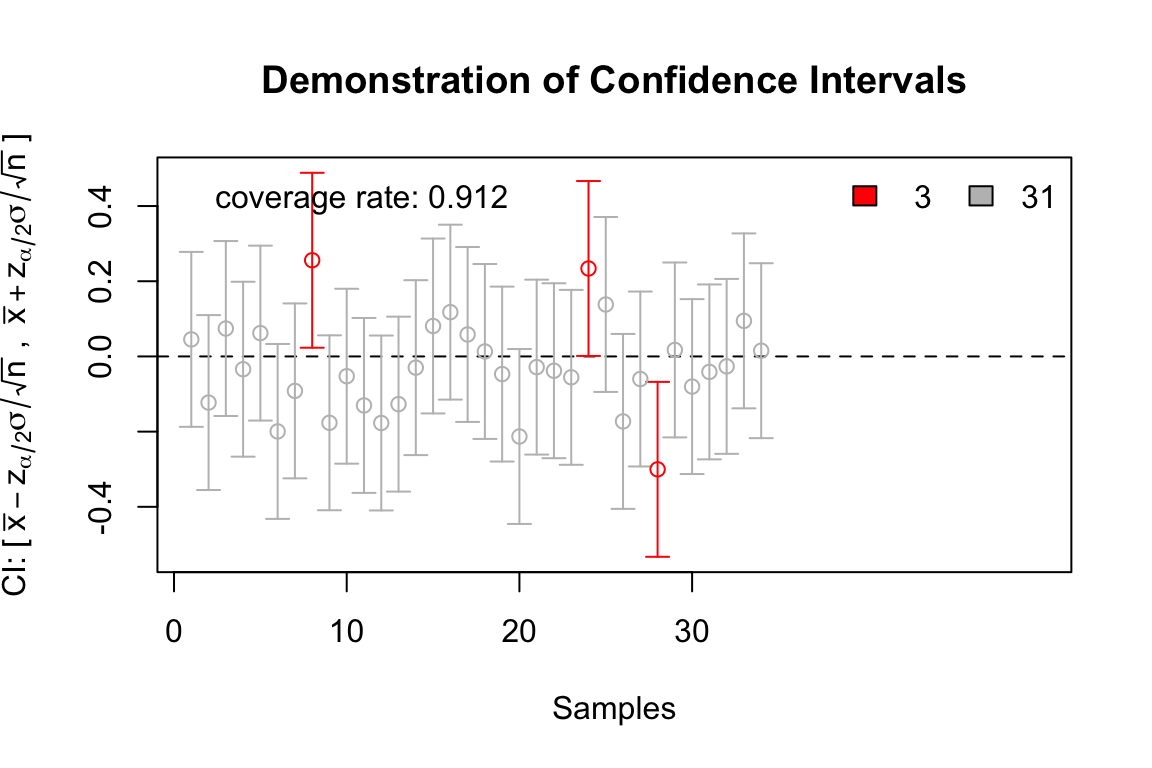 Demonstration of Confidence Intervals
CI: [ x̅ − zα/2σ/√n , x̅ + zα/2σ/√n ]
0.4
0.2
0.0
-0.4
coverage rate: 0.912
3
31
0
10
20
30
Samples